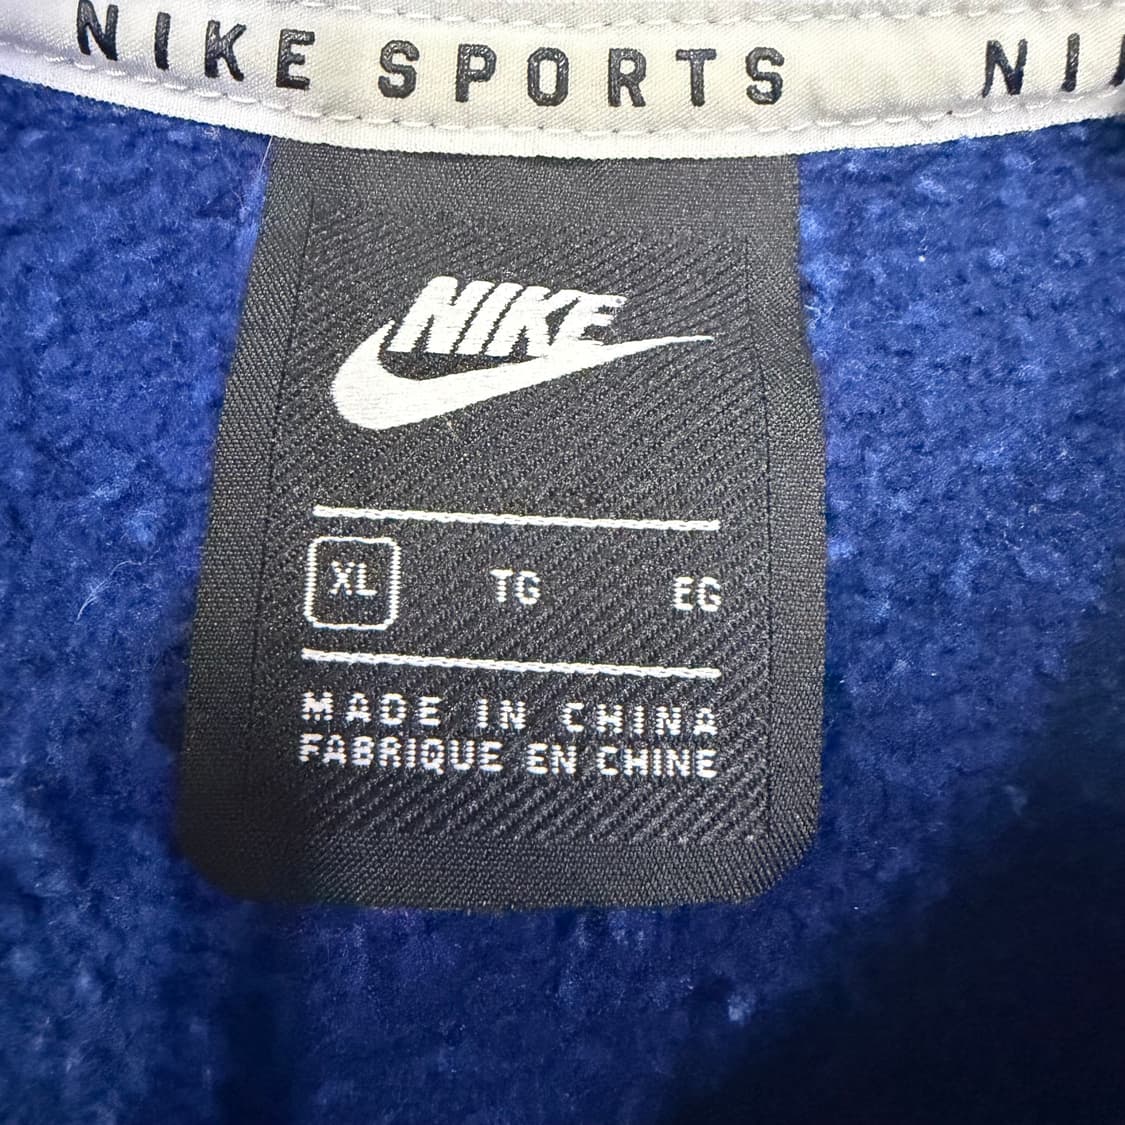 NIKE SPORTS NI
NIKE
XL TG EG
MADE IN CHINA
FABRIQUE EN CHINE